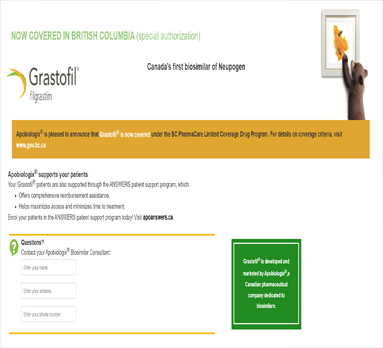 NOW COVERED IN BRITISH COLUMBIA (special authorization)
Canada's first biosimilar of Neupogen
Grastofil®
filgrastim
Apobiologix® is pleased to announce that Grastofil® is now covered under the BC PharmaCare Limited Coverage Drug Program. For details on coverage criteria, visit
www.gov.bc.ca
Apobiologix® supports your patients
Your Grastofil® patients are also supported through the ANSWERS patient support program, which:
• Offers comprehensive reimbursement assistance.
• Helps maximizes access and minimizes time to treatment.
Enrol your patients in the ANSWERS patient support program today! Visit apoanswers.ca
?
Questions?
Contact your Apobiologix® Biosimilar Consultant:
Enter your name
Enter your address
Enter your phone number
Grastofil® is developed and
marketed by Apobiologix®,a
Canadian pharmaceutical
company dedicated to
biosimilars.